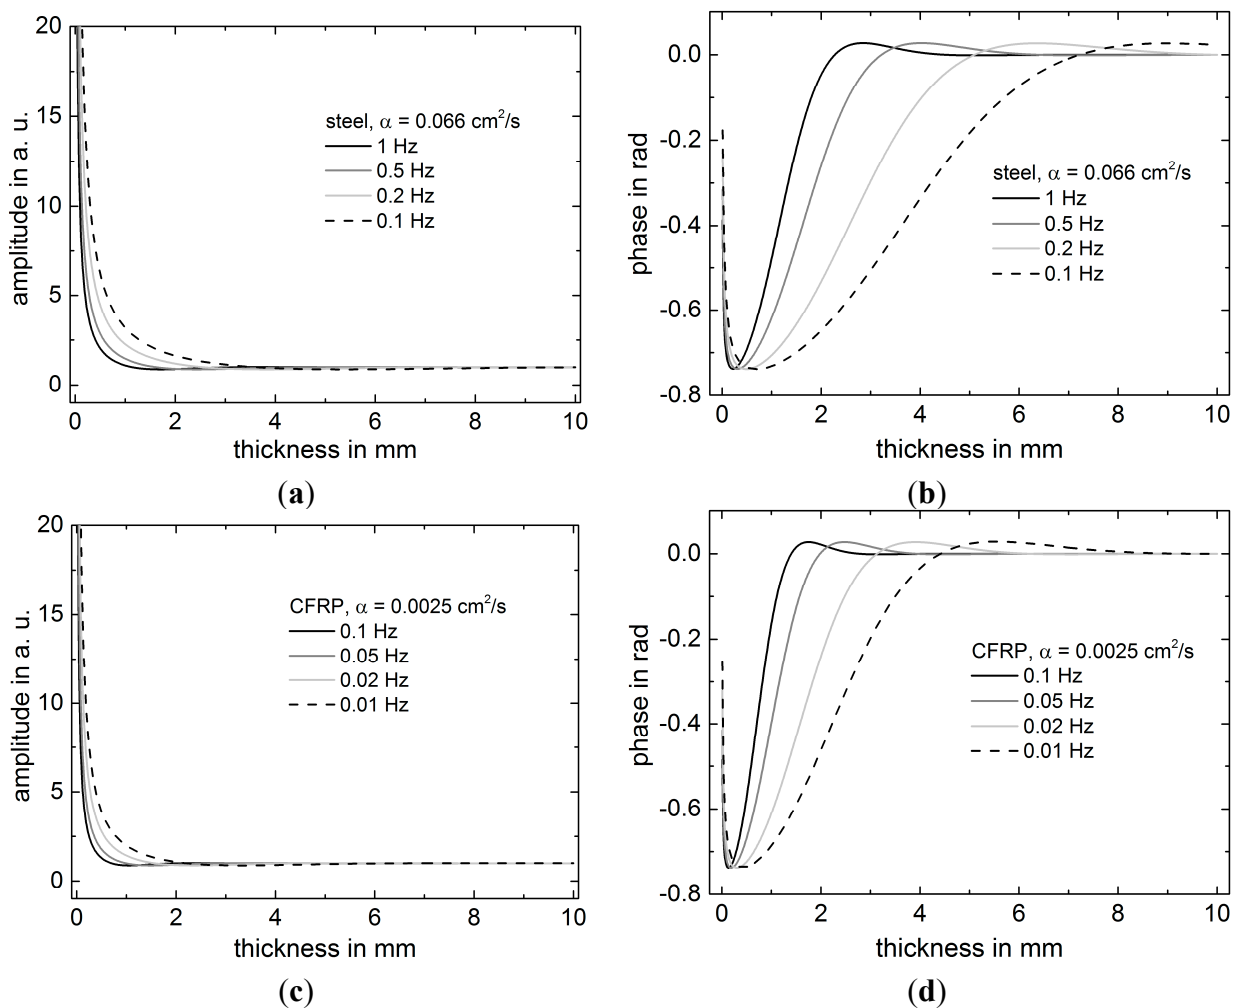 20
15
10
5
0
amplitude in a. u.
steel, α = 0.066 cm²/s
1 Hz
0.5 Hz
0.2 Hz
0.1 Hz
0 2 4 6 8 10
thickness in mm
(a)
0.0
-0.2
-0.4
-0.6
-0.8
phase in rad
steel, α = 0.066 cm²/s
1 Hz
0.5 Hz
0.2 Hz
0.1 Hz
0 2 4 6 8 10
thickness in mm
(b)
20
15
10
5
0
amplitude in a. u.
CFRP, α = 0.0025 cm²/s
0.1 Hz
0.05 Hz
0.02 Hz
0.01 Hz
0 2 4 6 8 10
thickness in mm
(c)
0.0
-0.2
-0.4
-0.6
-0.8
phase in rad
CFRP, α = 0.0025 cm²/s
0.1 Hz
0.05 Hz
0.02 Hz
0.01 Hz
0 2 4 6 8 10
thickness in mm
(d)